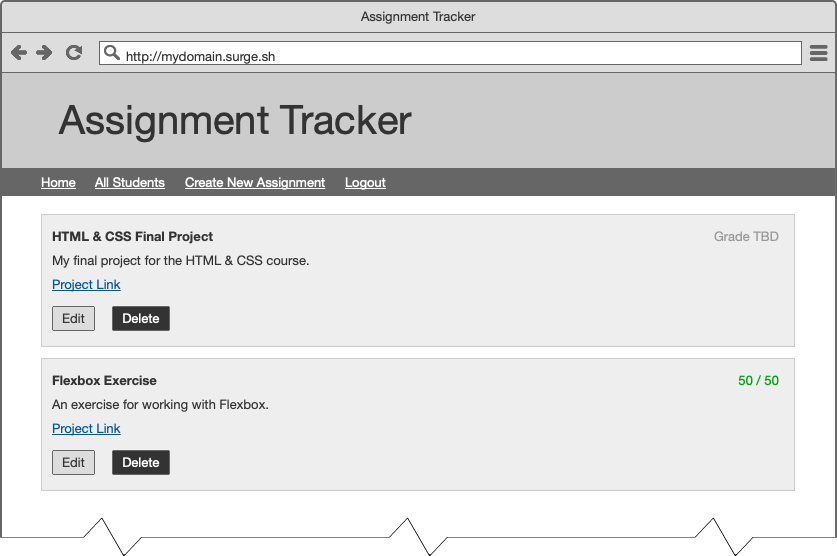 Assignment Tracker
http://mydomain.surge.sh
Assignment Tracker
Home All Students Create New Assignment Logout
HTML & CSS Final Project Grade TBD
My final project for the HTML & CSS course.
Project Link
Edit Delete
Flexbox Exercise 50 / 50
An exercise for working with Flexbox.
Project Link
Edit Delete